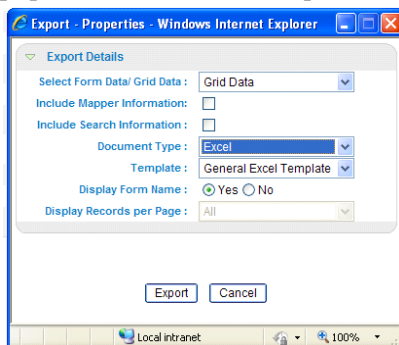 Export - Properties - Windows Internet Explorer
Export Details
Select Form Data/ Grid Data : Grid Data
Include Mapper Information:
Include Search Information :
Document Type : Excel
Template : General Excel Template
Display Form Name : Yes No
Display Records per Page : All
Export Cancel
Local intranet 100%